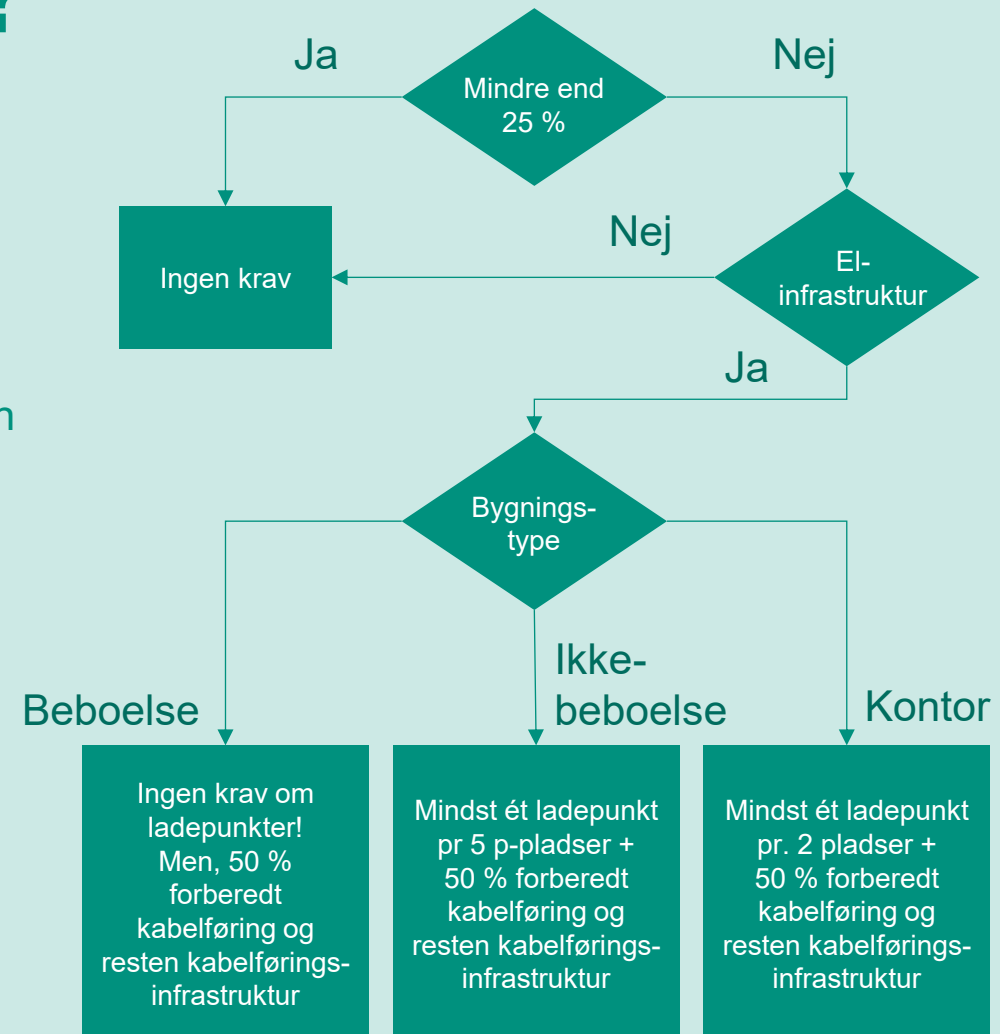 ?
Ja
Nej
Mindre end
25 %
Nej
Ingen krav
El-
infrastruktur
Ja
n
Bygnings-
type
Beboelse
Ikke-
beboelse
Kontor
Ingen krav om
ladepunkter!
Men, 50 %
forberedt
kabelføring og
resten kabelførings-
infrastruktur
Mindst ét ladepunkt
pr 5 p-pladser +
50 % forberedt
kabelføring og
resten kabelførings-
infrastruktur
Mindst ét ladepunkt
pr. 2 pladser +
50 % forberedt
kabelføring og
resten kabelførings-
infrastruktur